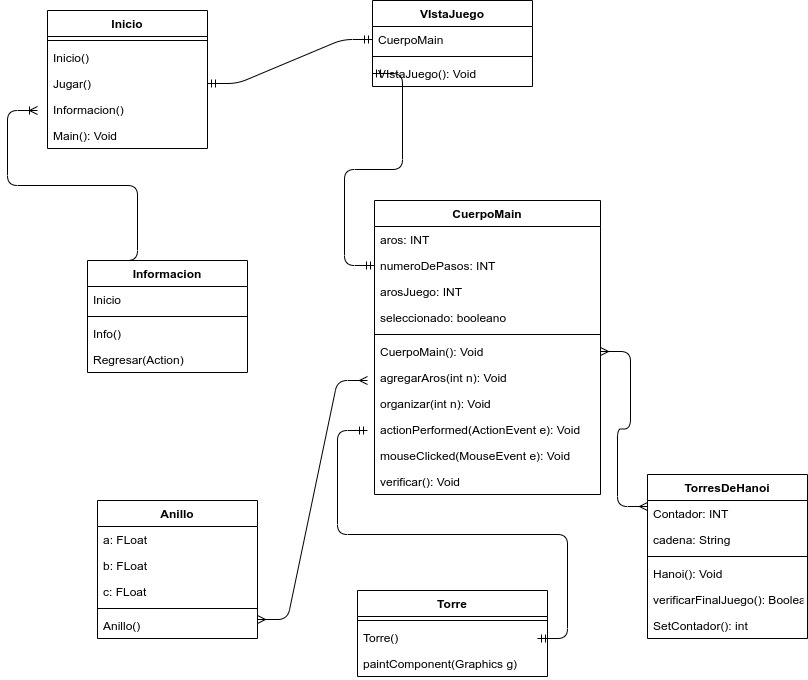 Inicio
Inicio()
Jugar()
Informacion()
Main(): Void
VIstaJuego
CuerpoMain
VIstaJuego(): Void
Informacion
Inicio
Info()
Regresar(Action)
CuerpoMain
aros: INT
numeroDePasos: INT
arosJuego: INT
seleccionado: booleano
CuerpoMain(): Void
agregarAros(int n): Void
organizar(int n): Void
actionPerformed(ActionEvent e): Void
mouseClicked(MouseEvent e): Void
verificar(): Void
Anillo
a: FLoat
b: FLoat
c: FLoat
Anillo()
Torre
Torre()
paintComponent(Graphics g)
TorresDeHanoi
Contador: INT
cadena: String
Hanoi(): Void
verificarFinalJuego(): Boolea
SetContador(): int